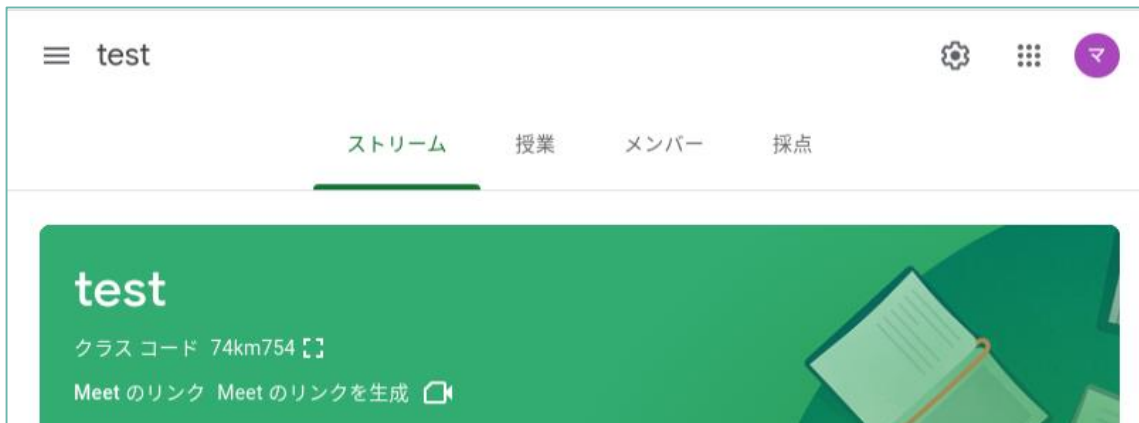 test
マ
ストリーム 授業 メンバー 採点
test
クラス コード 74km754
Meet のリンク Meet のリンクを生成